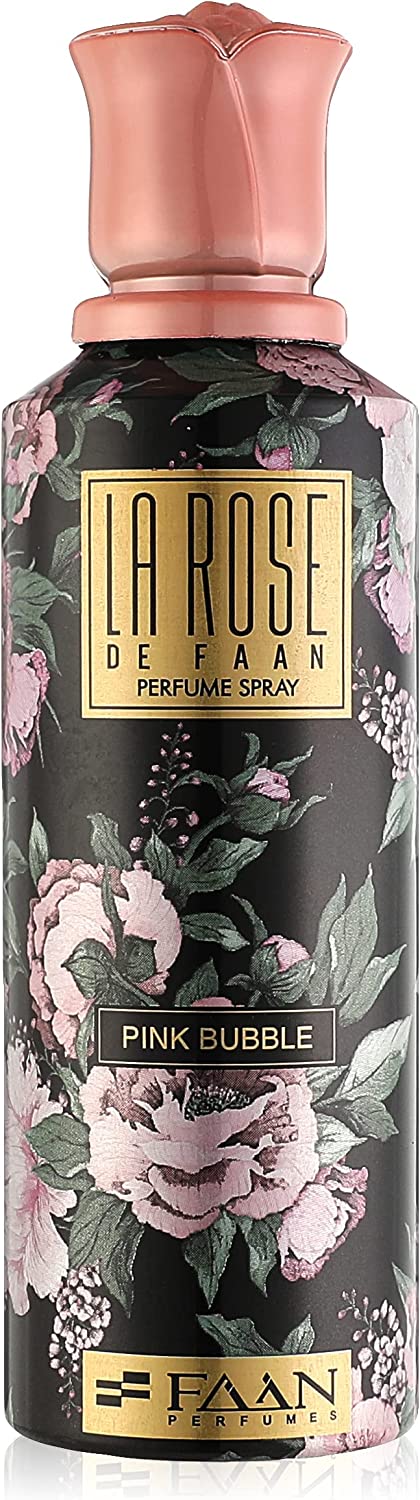 LA ROSE
DE FAAN
PERFUME SPRAY
PINK BUBBLE
FAAN
PERFUMES